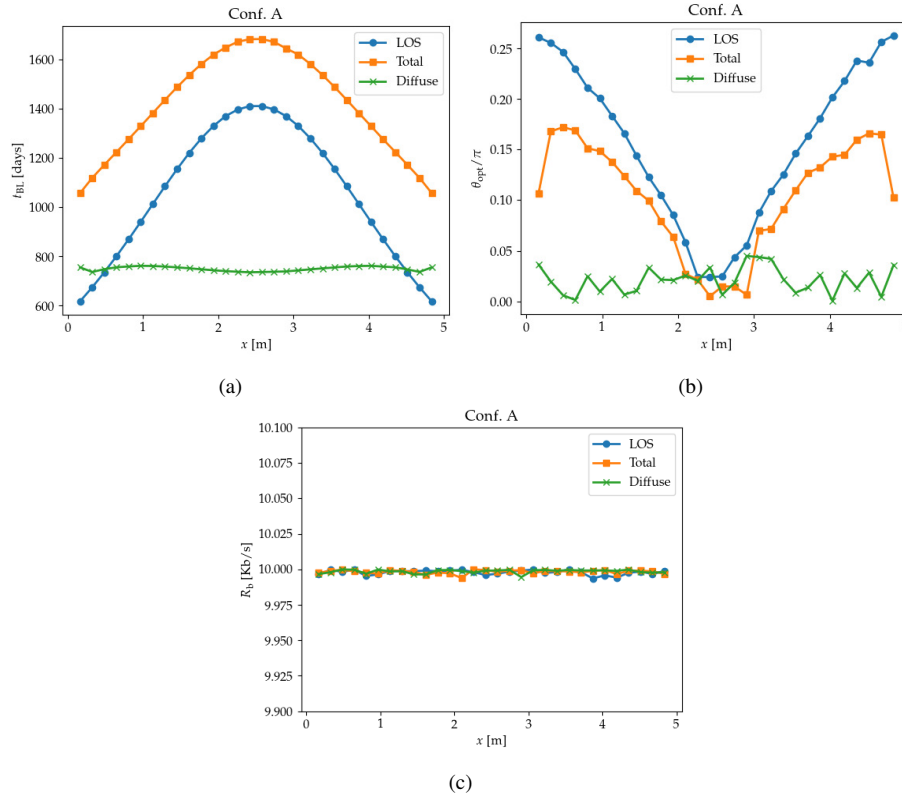 Conf. A
1600
1400
1200
1000
800
600
t_BL [days]
LOS
Total
Diffuse
0 1 2 3 4 5
x [m]
(a)
Conf. A
0.25
0.20
0.15
0.10
0.05
0.00
θ_opt/π
LOS
Total
Diffuse
0 1 2 3 4
x [m]
(b)
Conf. A
10.100
10.075
10.050
10.025
10.000
9.975
9.950
9.925
9.900
R_b [Kb/s]
LOS
Total
Diffuse
0 1 2 3 4 5
x [m]
(c)